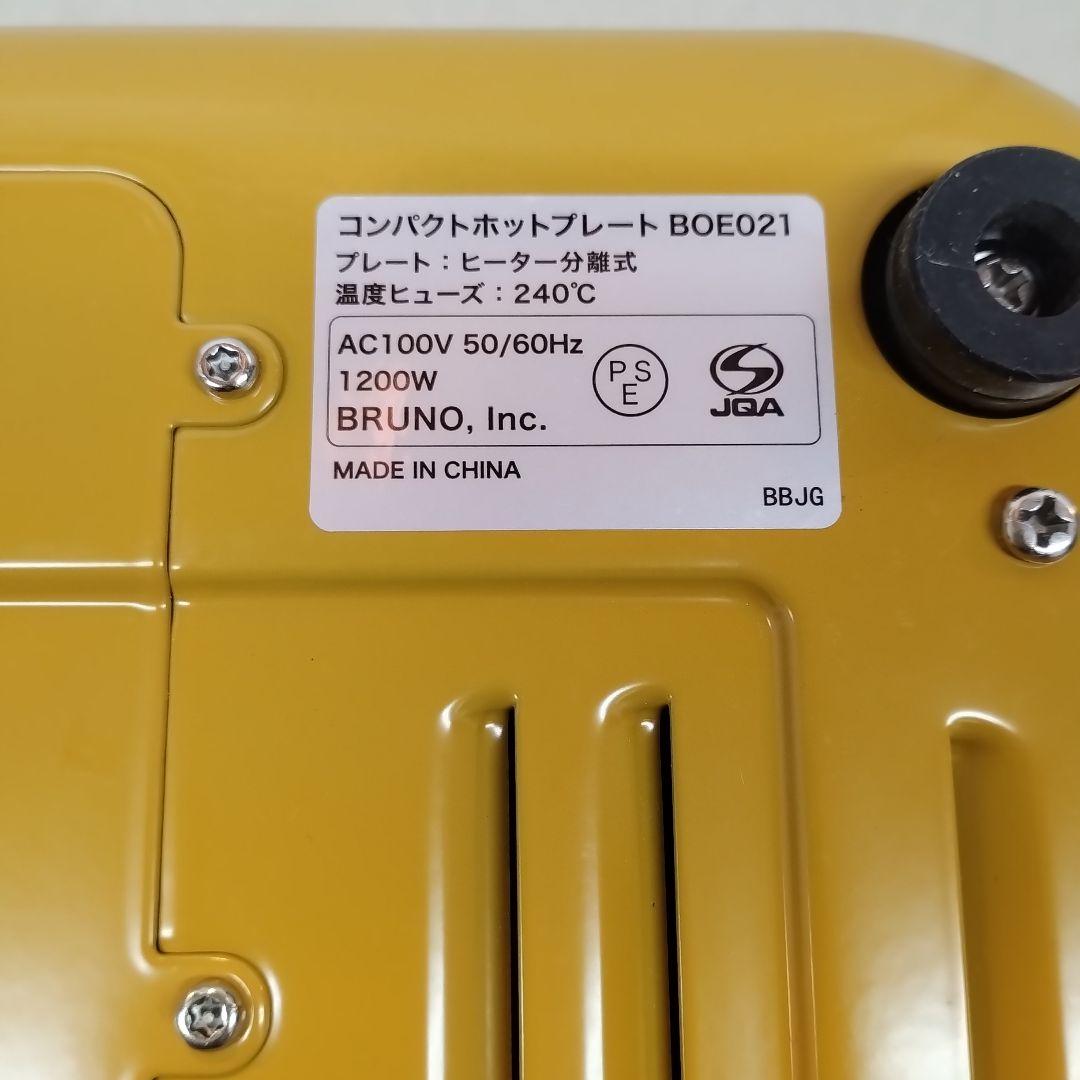 コンパクトホットプレート BOE021
プレート：ヒーター分離式
温度ヒューズ：240℃
AC100V 50/60Hz
1200W
BRUNO, Inc.
PSE
JQA
MADE IN CHINA
BBJG